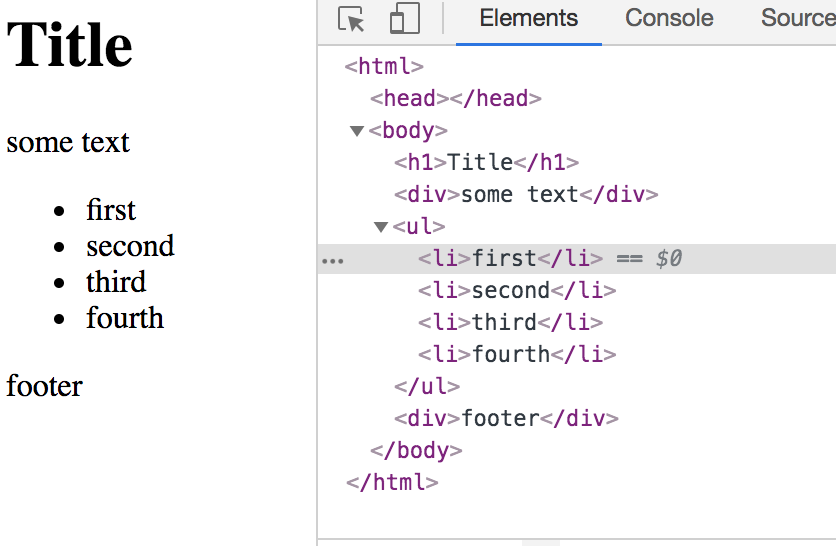 Title
some text
• first
• second
• third
• fourth
footer
Elements Console
<html>
<head></head>
▼<body>
<h1>Title</h1>
<div>some text</div>
▼<ul>
… <li>first</li> == $0
<li>second</li>
<li>third</li>
<li>fourth</li>
</ul>
<div>footer</div>
</body>
</html>